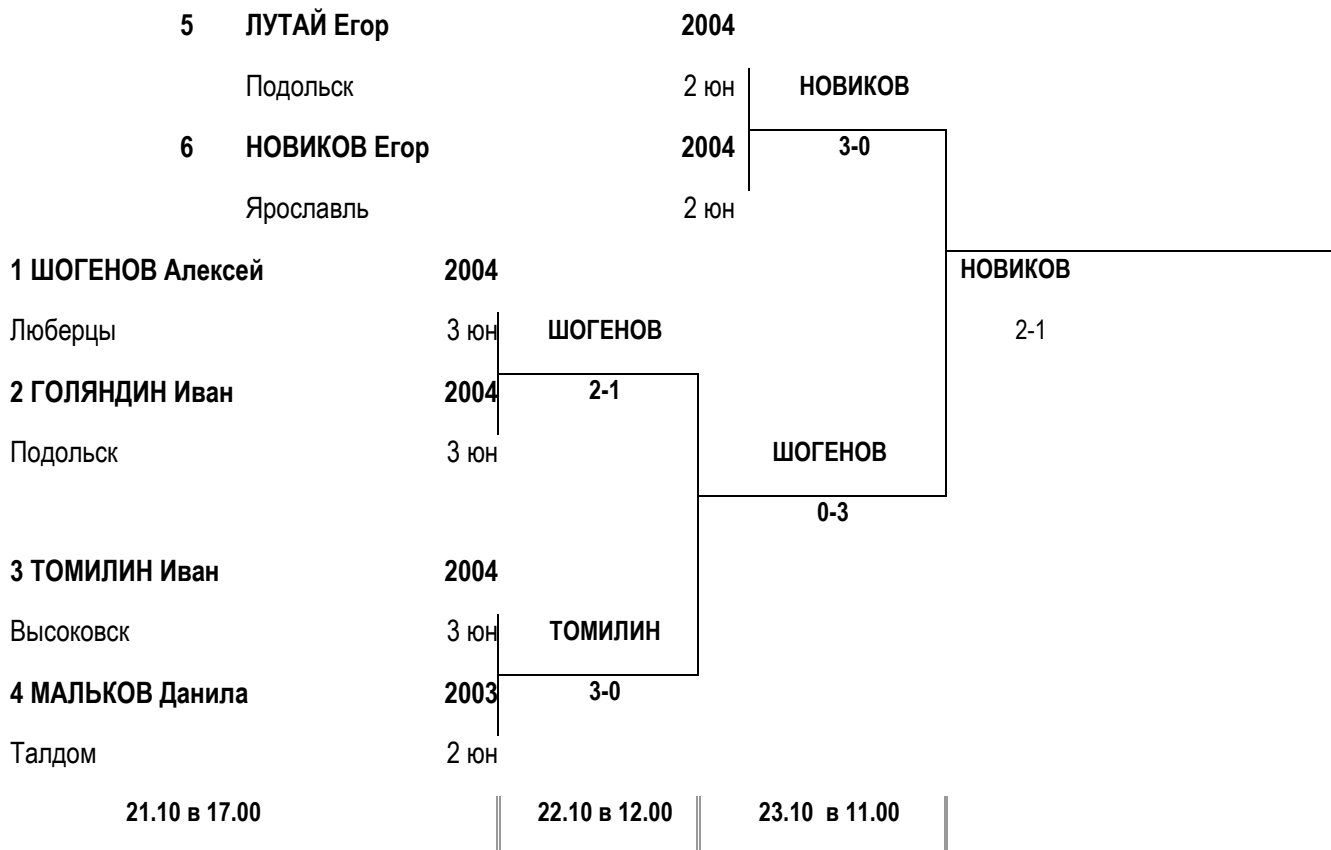 5 ЛУТАЙ Егор 2004
Подольск 2 юн НОВИКОВ
6 НОВИКОВ Егор 2004 3-0
Ярославль 2 юн
1 ШОГЕНОВ Алексей 2004 НОВИКОВ
Люберцы 3 юн ШОГЕНОВ 2-1
2 ГОЛЯНДИН Иван 2004 2-1
Подольск 3 юн ШОГЕНОВ
0-3
3 ТОМИЛИН Иван 2004
Высоковск 3 юн ТОМИЛИН
4 МАЛЬКОВ Данила 2003 3-0
Талдом 2 юн
21.10 в 17.00 22.10 в 12.00 23.10 в 11.00